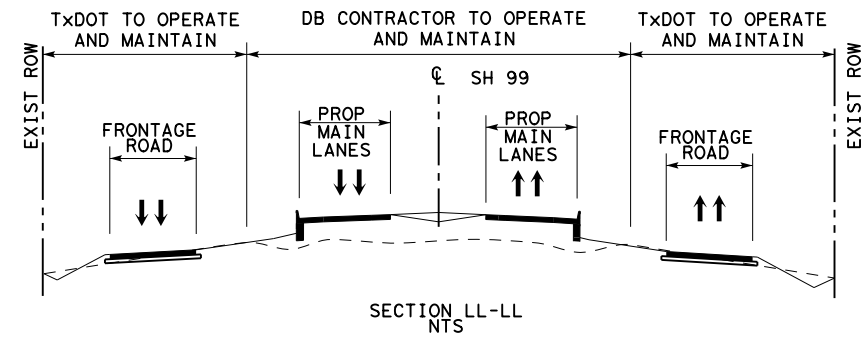 TxDOT TO OPERATE
AND MAINTAIN
DB CONTRACTOR TO OPERATE
AND MAINTAIN
TxDOT TO OPERATE
AND MAINTAIN
EXIST ROW
℄ SH 99
EXIST ROW
PROP
MAIN
LANES
PROP
MAIN
LANES
FRONTAGE
ROAD
FRONTAGE
ROAD
SECTION LL-LL
NTS